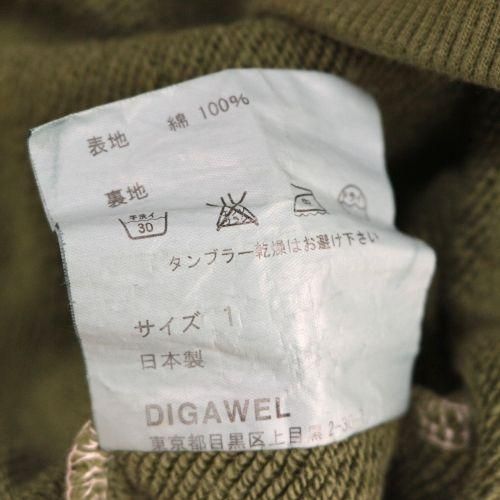 表地 綿 100%
裏地
手洗イ
30
タンブラー乾燥はお避け下さい
サイズ 1
日本製
DIGAWEL
東京都目黒区上目黒 2-